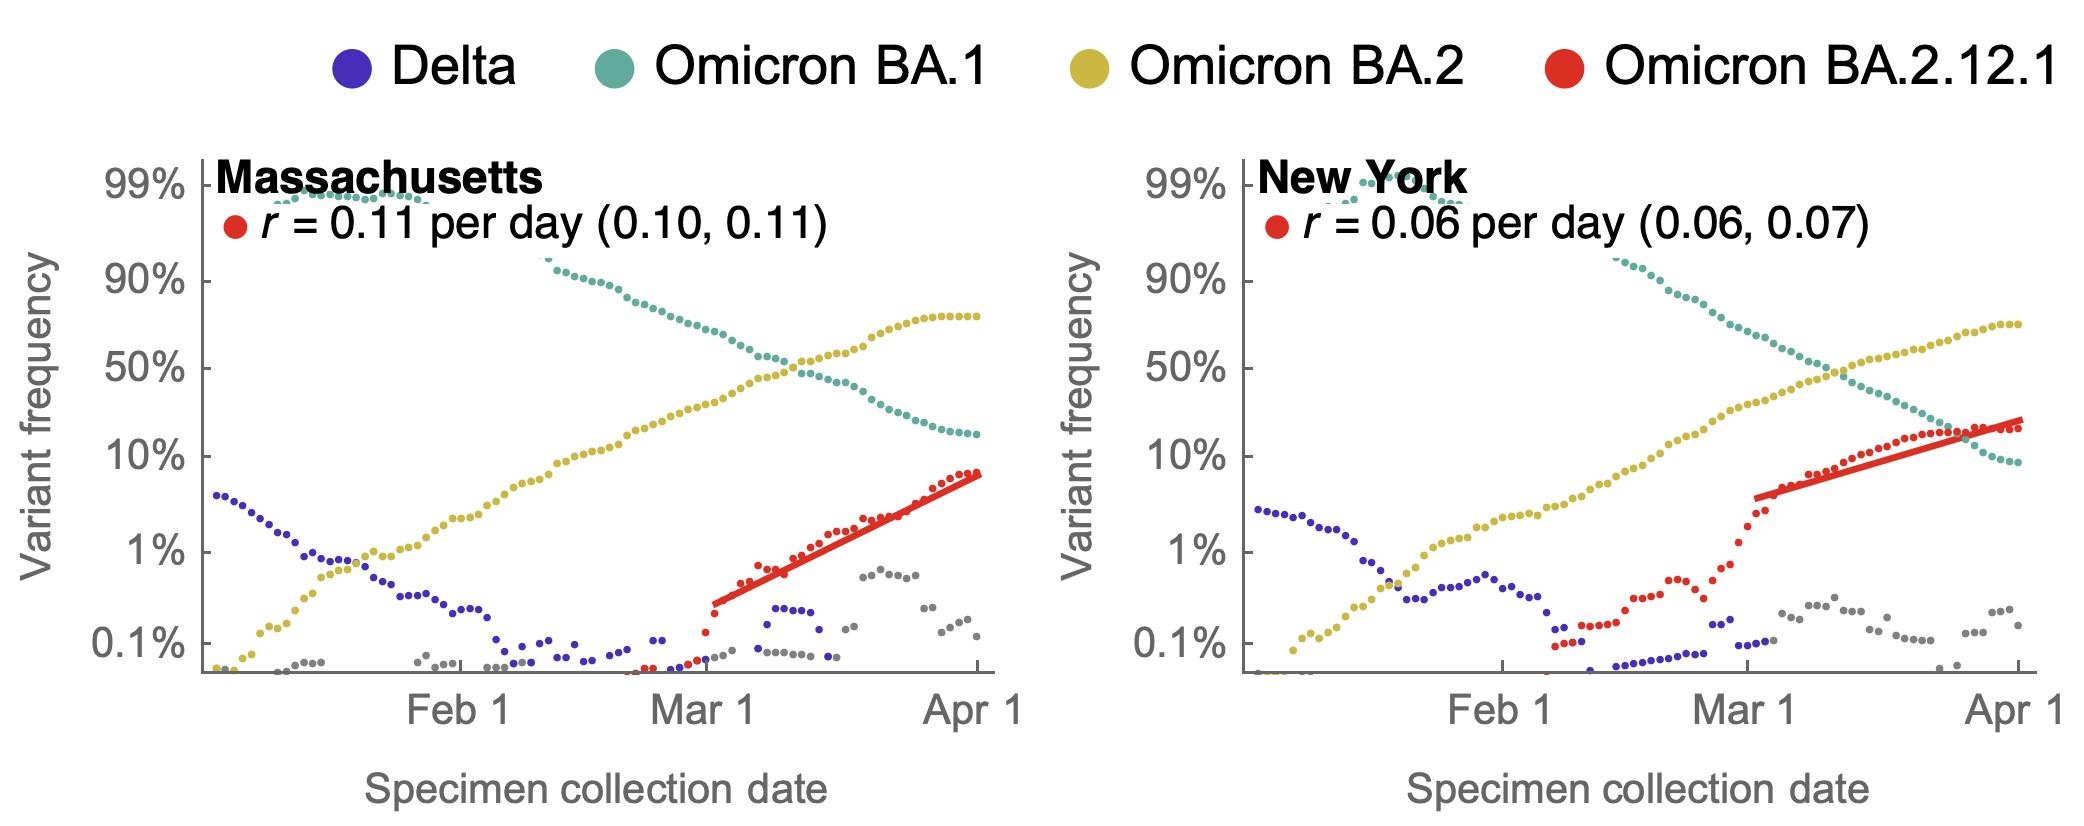 Delta Omicron BA.1 Omicron BA.2 Omicron BA.2.12.1
Massachusetts
r = 0.11 per day (0.10, 0.11)
Variant frequency
99%
90%
50%
10%
1%
0.1%
Feb 1 Mar 1 Apr 1
Specimen collection date
New York
r = 0.06 per day (0.06, 0.07)
Variant frequency
99%
90%
50%
10%
1%
0.1%
Feb 1 Mar 1 Apr 1
Specimen collection date